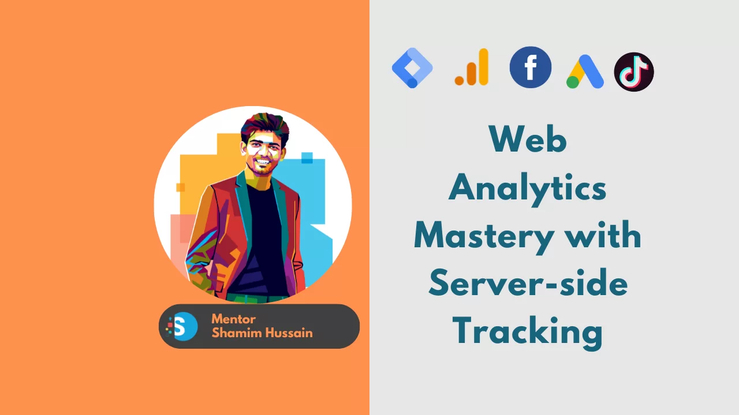 Web
Analytics
Mastery with
Server-side
Tracking
Mentor
Shamim Hussain